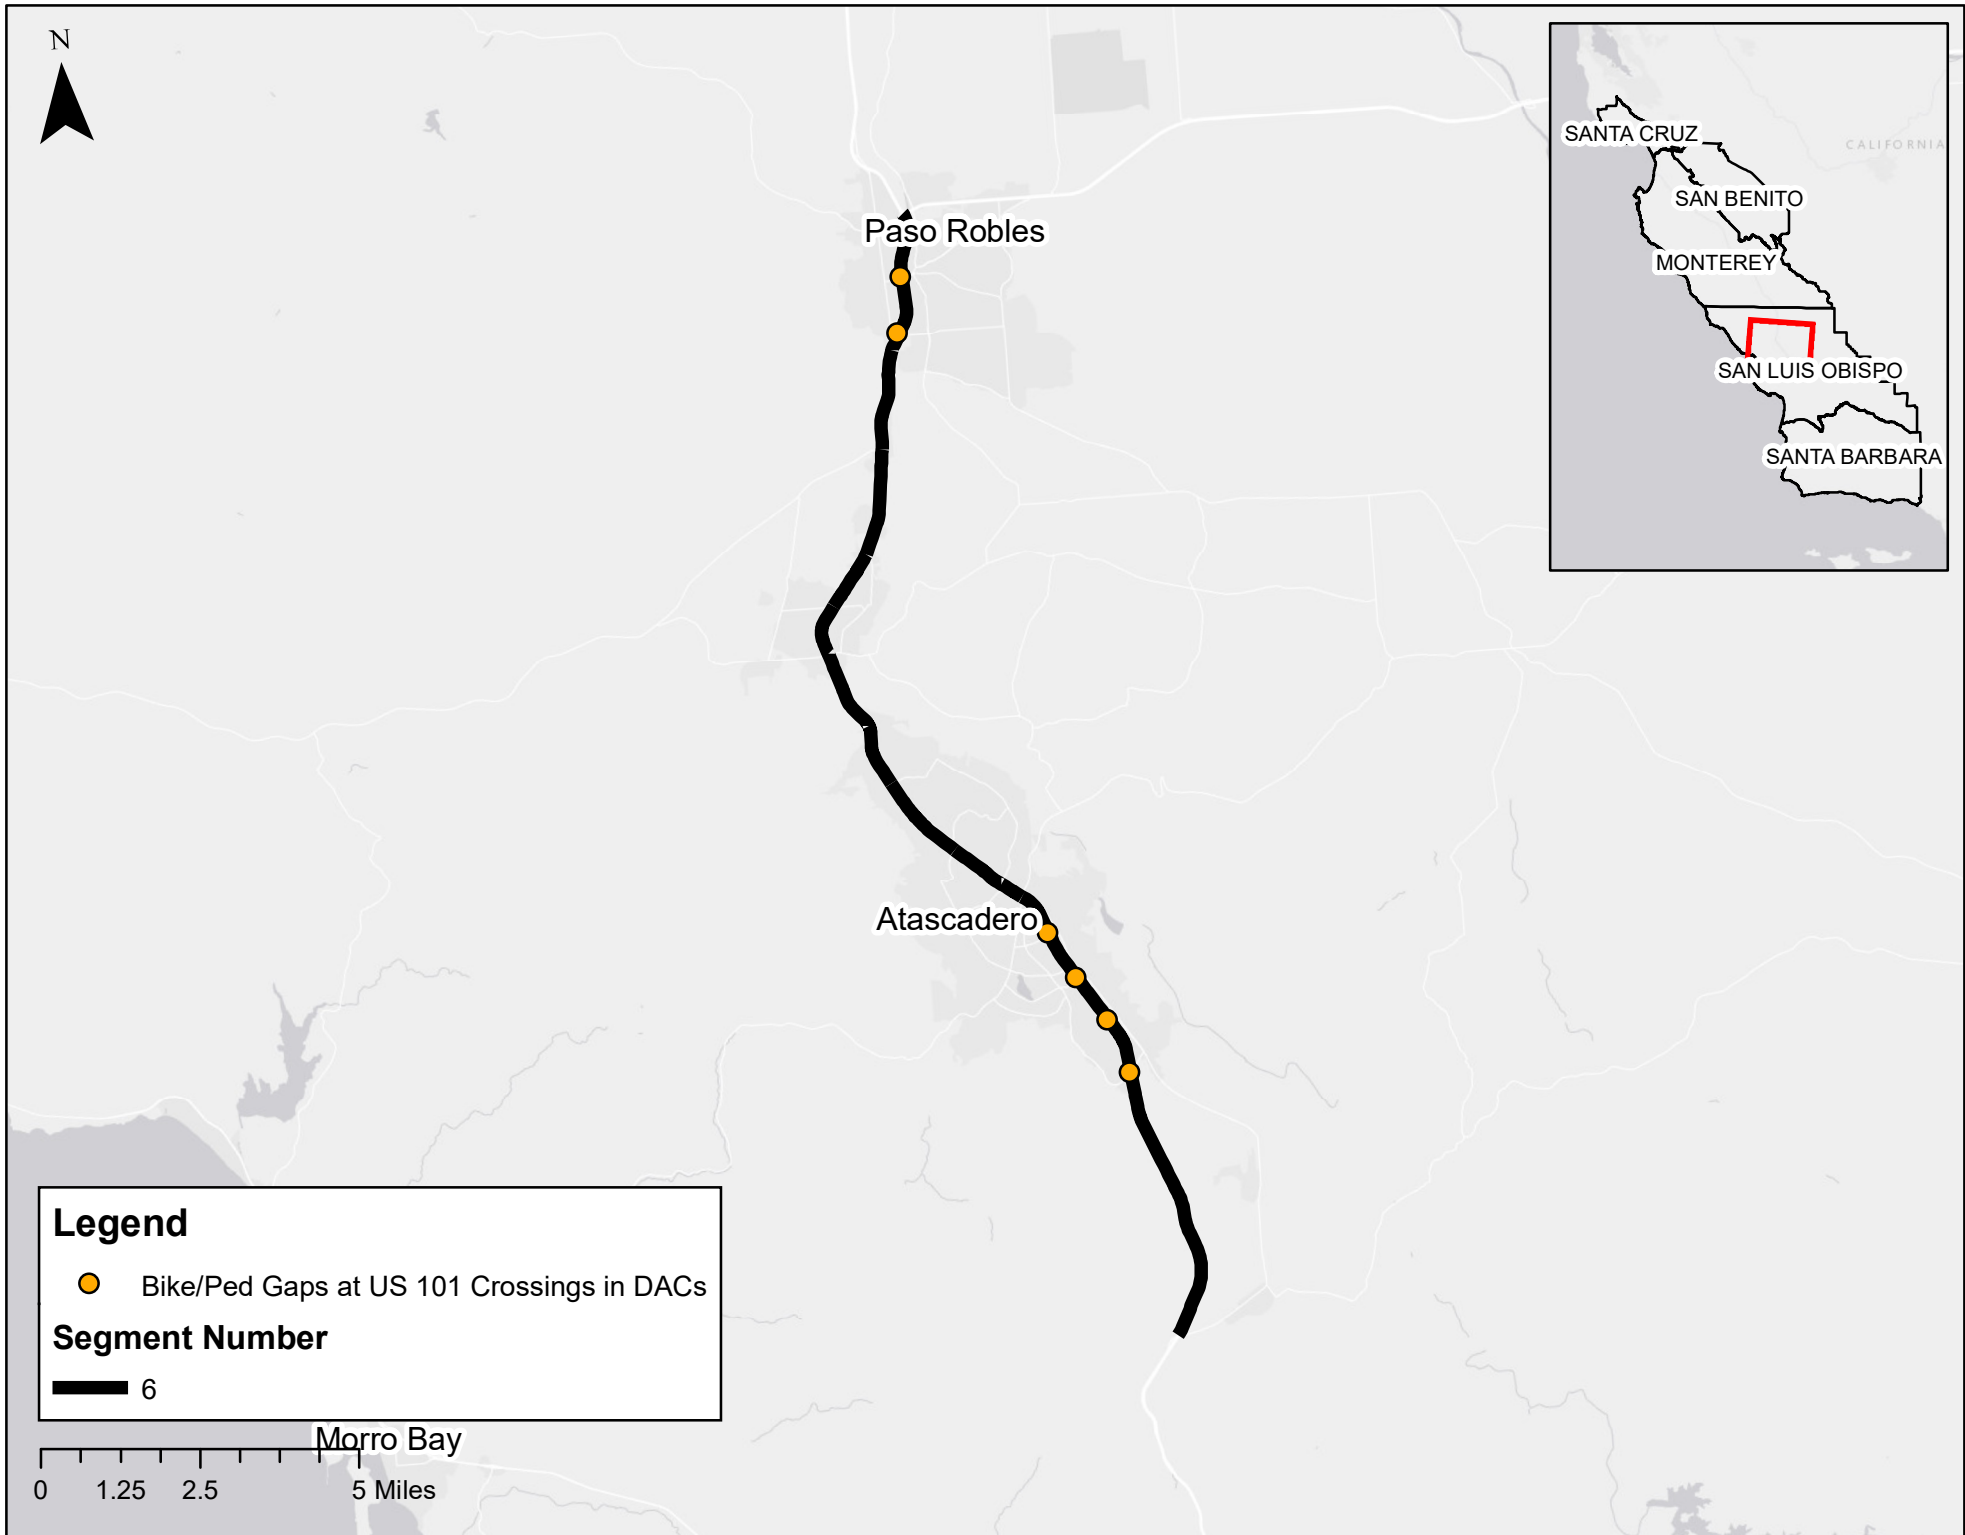 N
CALIFORNIA
SANTA CRUZ
SAN BENITO
MONTEREY
SAN LUIS OBISPO
SANTA BARBARA
Paso Robles
Atascadero
Legend
Bike/Ped Gaps at US 101 Crossings in DACs
Segment Number
6
Morro Bay
0 1.25 2.5 5 Miles